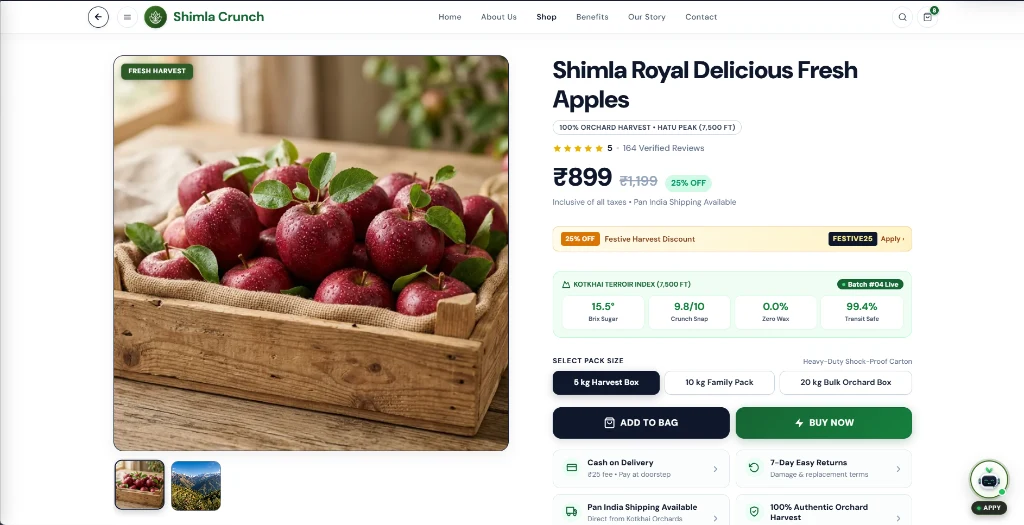 Shimla Crunch
Home
About Us
Shop
Benefits
Our Story
Contact
8
FRESH HARVEST
Shimla Royal Delicious Fresh
Apples
100% ORCHARD HARVEST • HATU PEAK (7,500 FT)
5 · 164 Verified Reviews
₹899 ₹1,199 25% OFF
Inclusive of all taxes • Pan India Shipping Available
25% OFF Festive Harvest Discount FESTIVE25 Apply ›
KOTKHAI TERROIR INDEX (7,500 FT) Batch #04 Live
15.5° 9.8/10 0.0% 99.4%
Brix Sugar Crunch Snap Zero Wax Transit Safe
SELECT PACK SIZE Heavy-Duty Shock-Proof Carton
5 kg Harvest Box 10 kg Family Pack 20 kg Bulk Orchard Box
ADD TO BAG BUY NOW
Cash on Delivery
₹25 fee • Pay at doorstep
7-Day Easy Returns
Damage & replacement terms
Pan India Shipping Available
Direct from Kotkhai Orchards
100% Authentic Orchard
Harvest
APPY